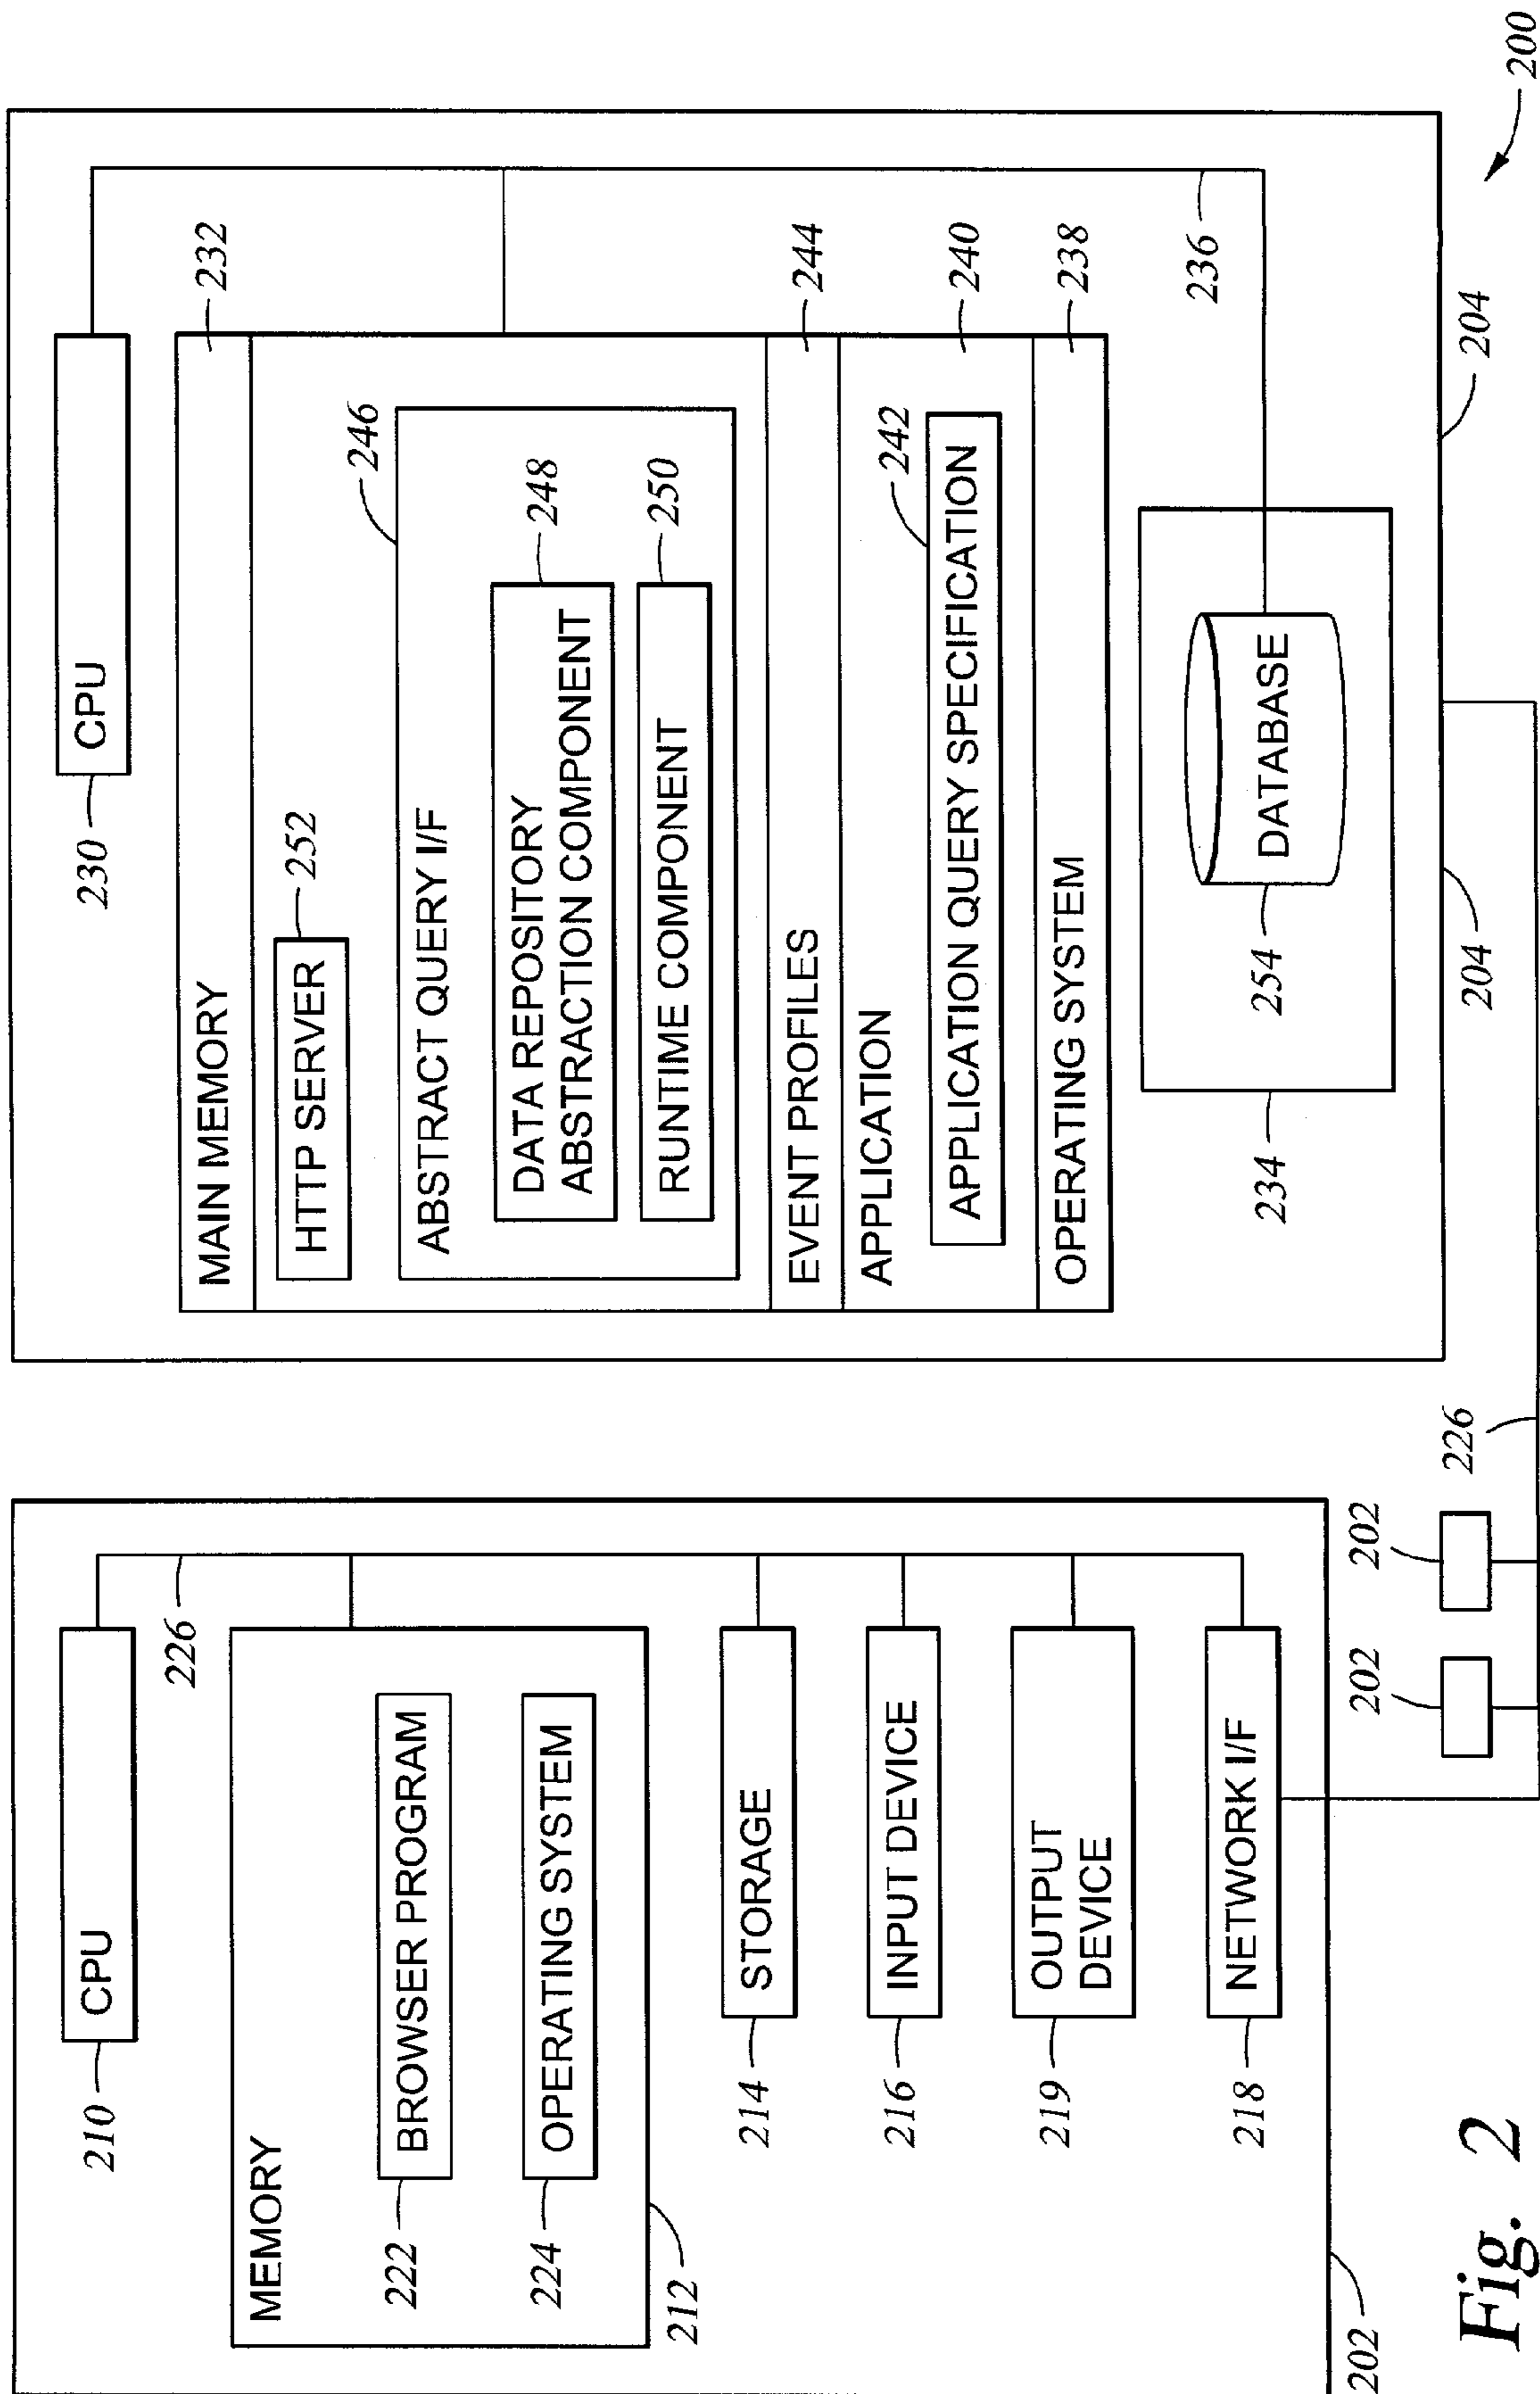 202
210
CPU
226
MEMORY
222
BROWSER PROGRAM
224
OPERATING SYSTEM
212
214
STORAGE
216
INPUT DEVICE
219
OUTPUT
DEVICE
218
NETWORK I/F
202
202
226
230
CPU
MAIN MEMORY
232
HTTP SERVER
252
246
ABSTRACT QUERY I/F
DATA REPOSITORY
ABSTRACTION COMPONENT
248
RUNTIME COMPONENT
250
EVENT PROFILES
244
APPLICATION
240
242
APPLICATION QUERY SPECIFICATION
OPERATING SYSTEM
238
236
234
254
DATABASE
204
204
200
Fig. 2